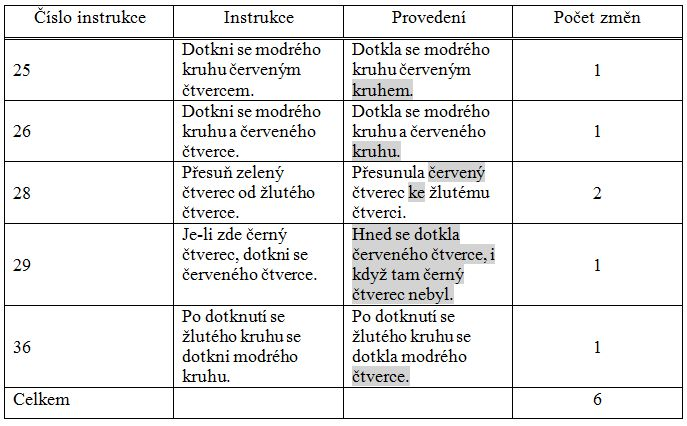 Číslo instrukce Instrukce Provedení Počet změn
25
Dotkni se modrého
kruhu červeným
čtvercem.
Dotkla se modrého
kruhu červeným
kruhem.
1
26
Dotkni se modrého
kruhu a červeného
čtverce.
Dotkla se modrého
kruhu a červeného
kruhu.
1
28
Přesuň zelený
čtverec od žlutého
čtverce.
Přesunula červený
čtverec ke žlutému
čtverci.
2
29
Je-li zde černý
čtverec, dotkni se
červeného čtverce.
Hned se dotkla
červeného čtverce, i
když tam černý
čtverec nebyl.
1
36
Po dotknutí se
žlutého kruhu se
dotkni modrého
kruhu.
Po dotknutí se
žlutého kruhu se
dotkla modrého
čtverce.
1
Celkem 6